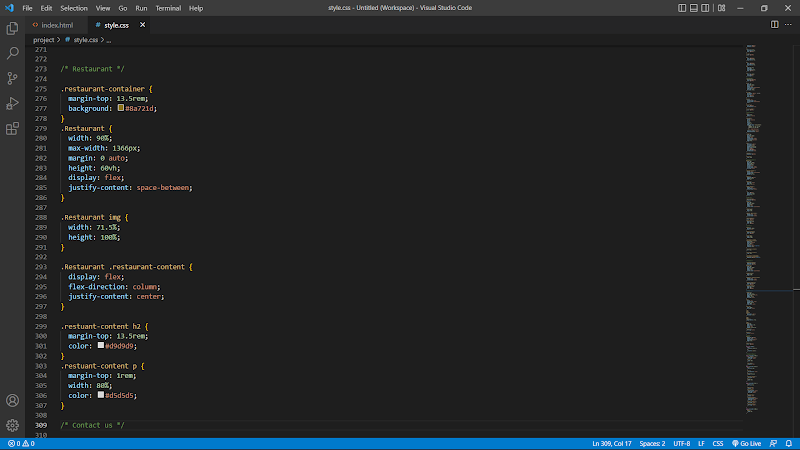 File Edit Selection View Go Run Terminal Help
style.css - Untitled (Workspace) - Visual Studio Code
index.html
style.css
project > style.css > ...
271
272
273 /* Restaurant */
274
275 .restaurant-container {
276 margin-top: 13.5rem;
277 background: #8a721d;
278 }
279 .Restaurant {
280 width: 90%;
281 max-width: 1366px;
282 margin: 0 auto;
283 height: 60vh;
284 display: flex;
285 justify-content: space-between;
286 }
287
288 .Restaurant img {
289 width: 71.5%;
290 height: 100%;
291 }
292
293 .Restaurant .restaurant-content {
294 display: flex;
295 flex-direction: column;
296 justify-content: center;
297 }
298
299 .restuant-content h2 {
300 margin-top: 13.5rem;
301 color: #d9d9d9;
302 }
303 .restuant-content p {
304 margin-top: 1rem;
305 width: 80%;
306 color: #d5d5d5;
307 }
308
309 /* Contact us */
310
0 0
Ln 309, Col 17 Spaces: 2 UTF-8 LF CSS Go Live